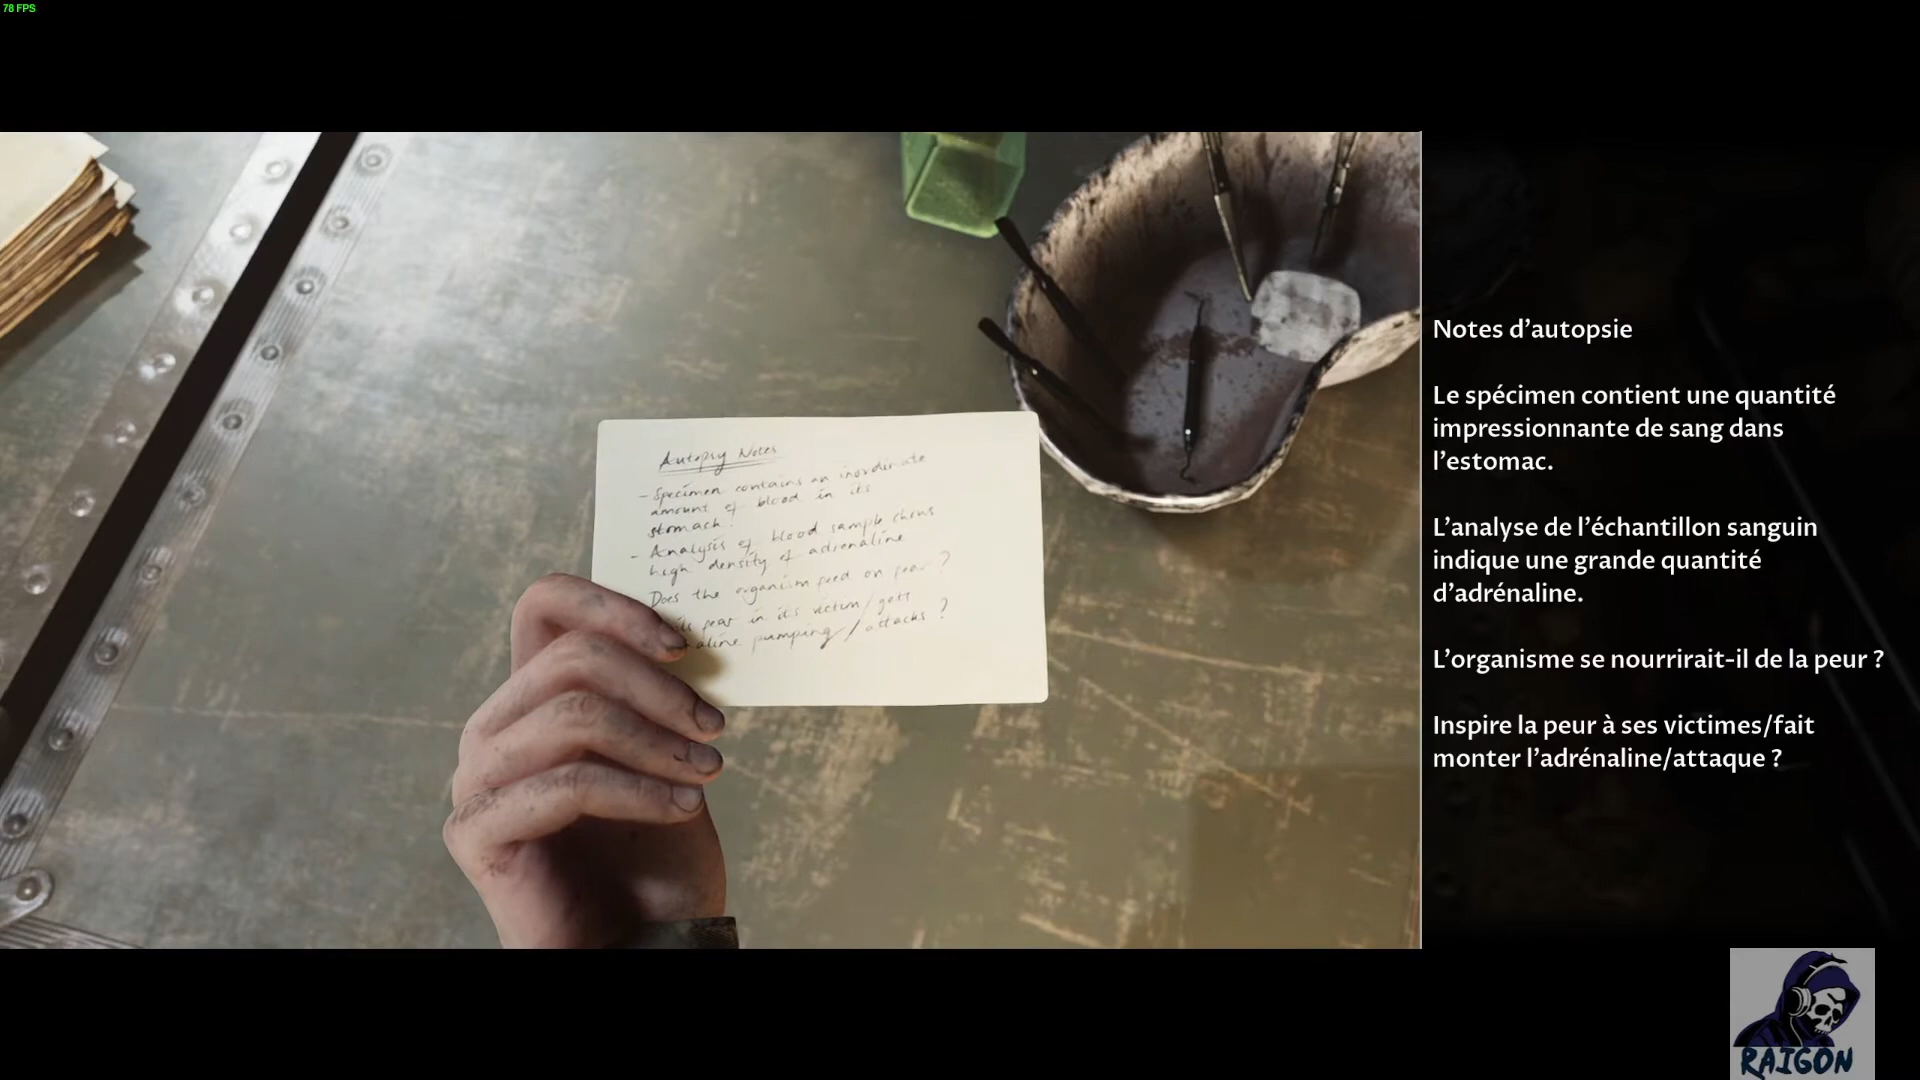 78 FPS
Autopsy Notes
- Specimen contains an inordinate
amount of blood in its
stomach.
- Analysis of blood sample shows
high density of adrenaline
Does the organism feed on fear?
fear in its victim/gets
pumping/attacks?
Notes d'autopsie
Le spécimen contient une quantité
impressionnante de sang dans
l'estomac.
L'analyse de l'échantillon sanguin
indique une grande quantité
d'adrénaline.
L'organisme se nourrirait-il de la peur ?
Inspire la peur à ses victimes/fait
monter l'adrénaline/attaque ?
RAIGON